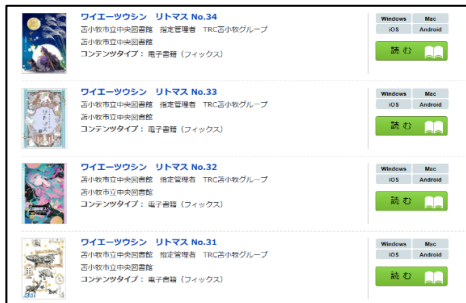 ワイエーツウシン リトマス No.34
苫小牧市立中央図書館 指定管理者 TRC苫小牧グループ
苫小牧市立中央図書館
コンテンツタイプ： 電子書籍（フィックス）
Windows Mac
iOS Android
読む
ワイエーツウシン リトマス No.33
苫小牧市立中央図書館 指定管理者 TRC苫小牧グループ
苫小牧市立中央図書館
コンテンツタイプ： 電子書籍（フィックス）
Windows Mac
iOS Android
読む
ワイエーツウシン リトマス No.32
苫小牧市立中央図書館 指定管理者 TRC苫小牧グループ
苫小牧市立中央図書館
コンテンツタイプ： 電子書籍（フィックス）
Windows Mac
iOS Android
読む
ワイエーツウシン リトマス No.31
苫小牧市立中央図書館 指定管理者 TRC苫小牧グループ
苫小牧市立中央図書館
コンテンツタイプ： 電子書籍（フィックス）
Windows Mac
iOS Android
読む